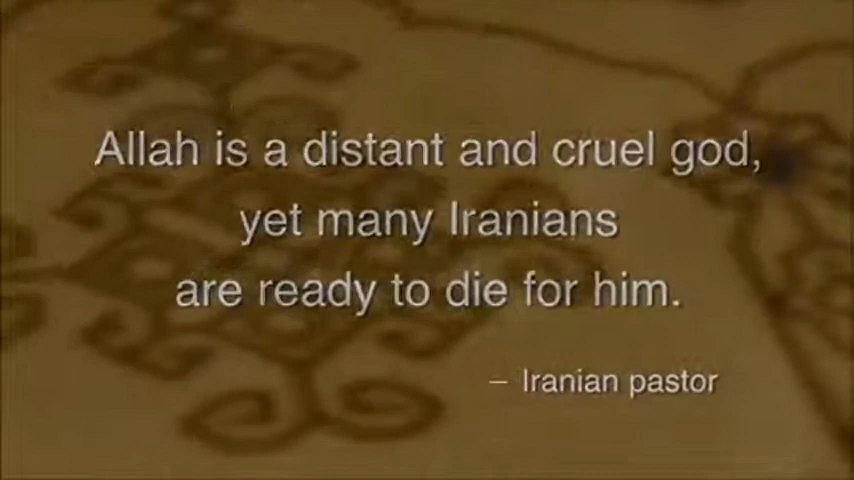 Allah is a distant and cruel god,
yet many Iranians
are ready to die for him.
– Iranian pastor